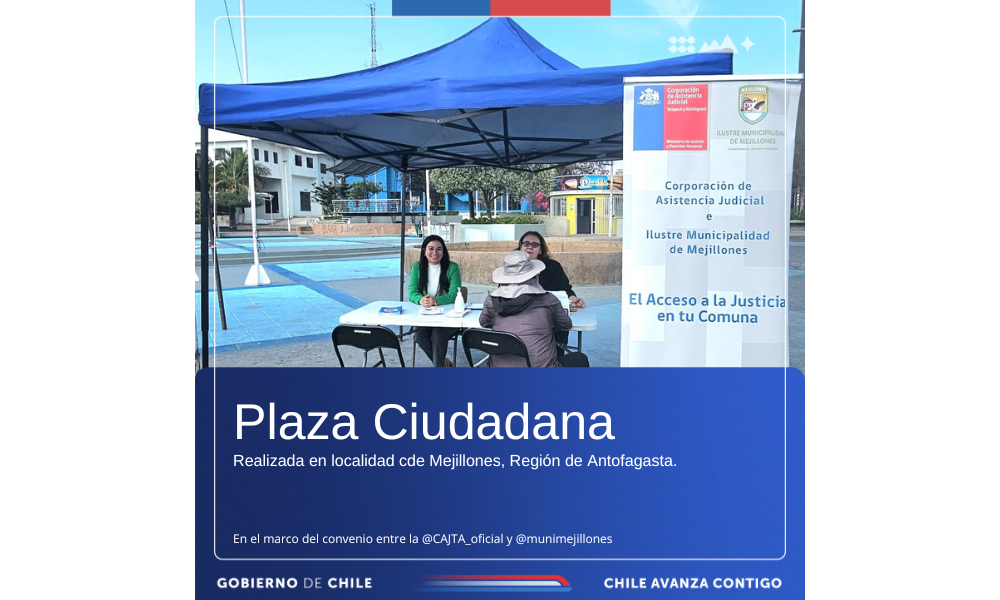 Corporación
de Asistencia
Judicial
MEJILLONES
ILUSTRE MUNICIPALIDAD
DE MEJILLONES
Corporación de
Asistencia Judicial
e
Ilustre Municipalidad
de Mejillones
El Acceso a la Justicia
en tu Comuna
Plaza Ciudadana
Realizada en localidad cde Mejillones, Región de Antofagasta.
En el marco del convenio entre la @CAJTA_oficial y @munimejillones
GOBIERNO DE CHILE
CHILE AVANZA CONTIGO